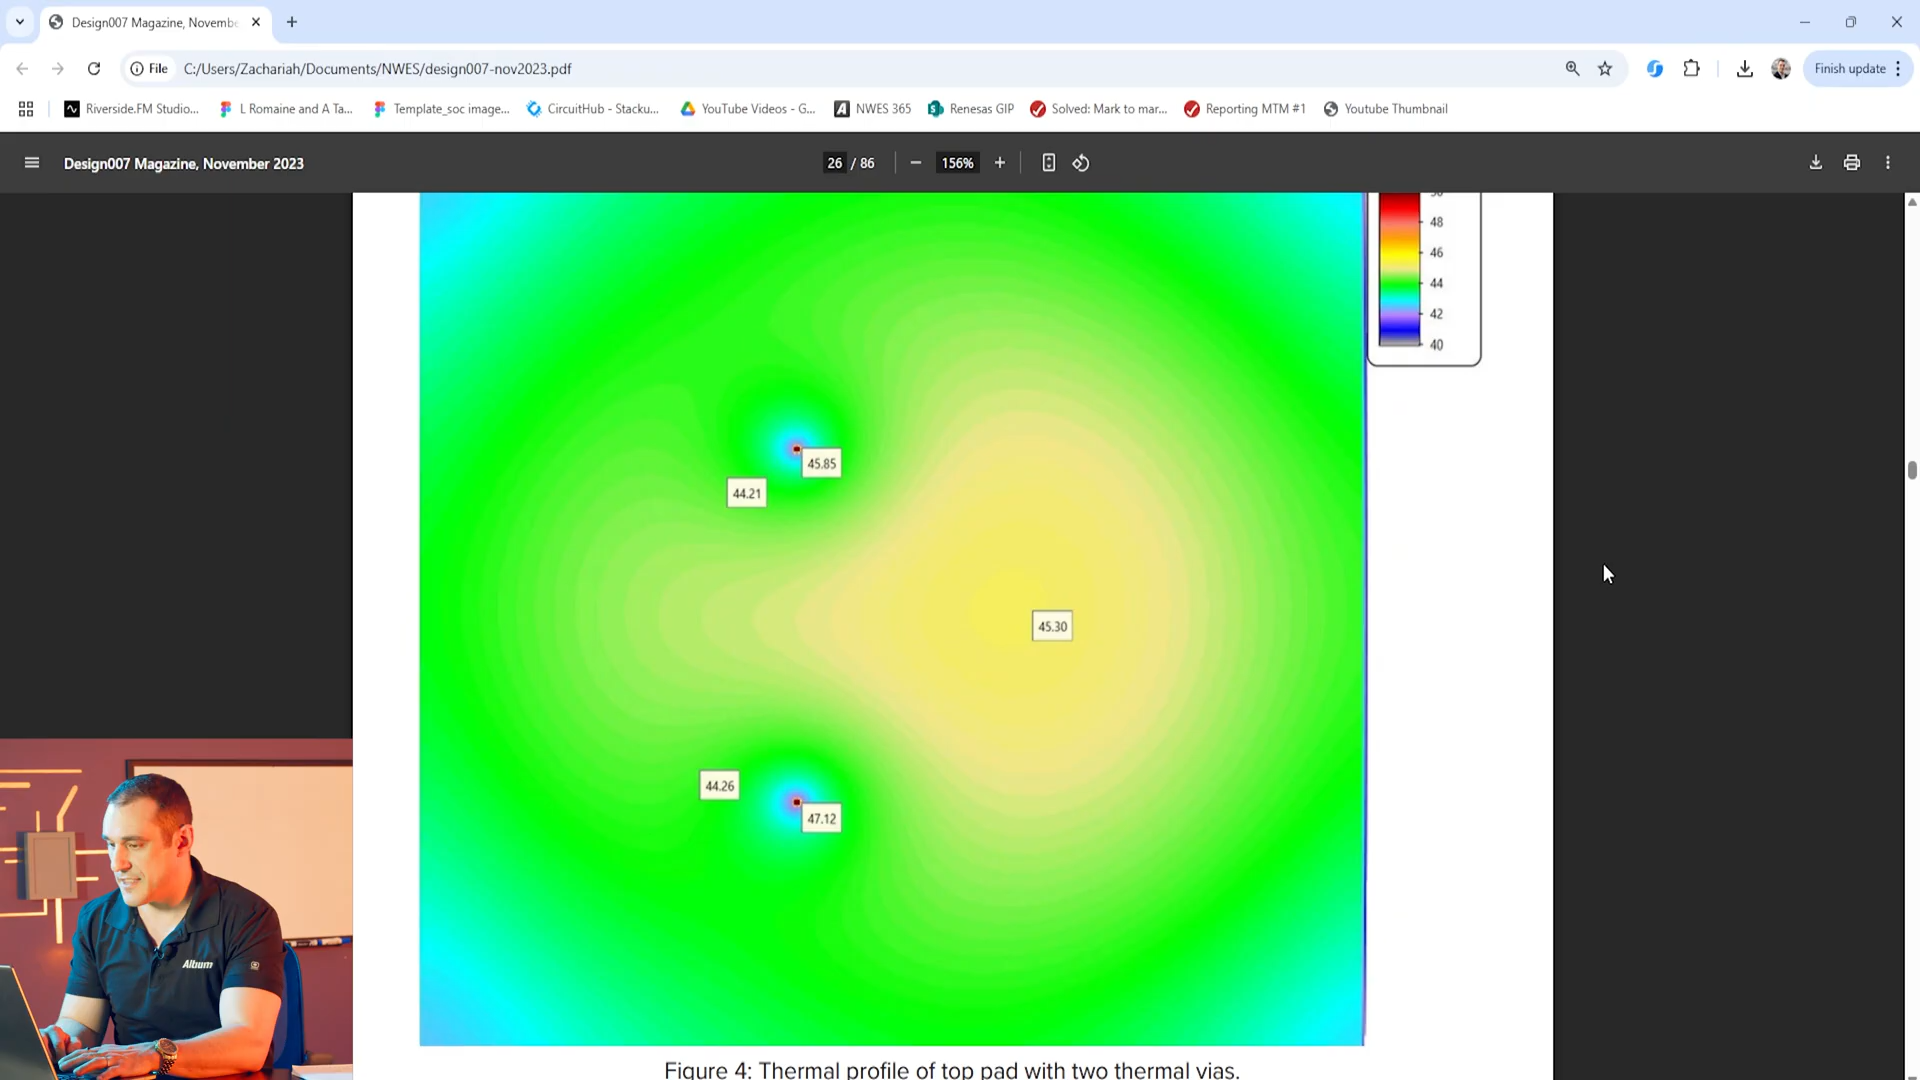 Design007 Magazine, Novembe
File
C:/Users/Zachariah/Documents/NWES/design007-nov2023.pdf
Finish update
Riverside.FM Studio...
L Romaine and A Ta...
Template_soc image...
CircuitHub - Stacku...
YouTube Videos - G...
NWES 365
Renesas GIP
Solved: Mark to mar...
Reporting MTM #1
Youtube Thumbnail
Design007 Magazine, November 2023
26 / 86
156%
48
46
44
42
40
45.85
44.21
45.30
44.26
47.12
Altium
Figure 4: Thermal profile of top pad with two thermal vias.